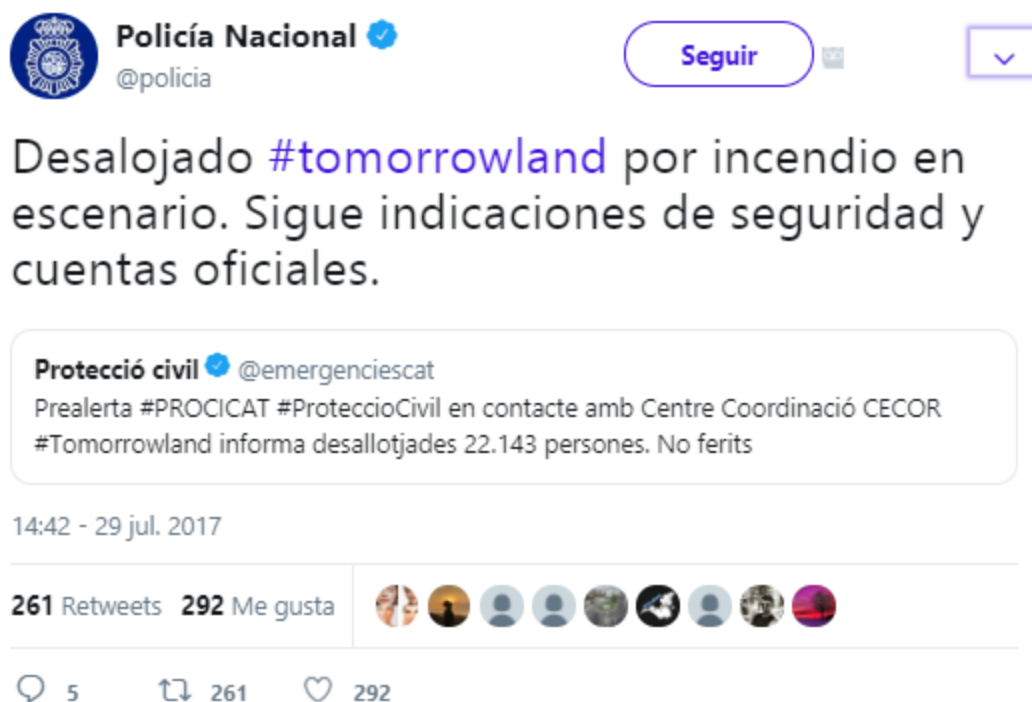 Policía Nacional
@policia
Seguir
Desalojado #tomorrowland por incendio en
escenario. Sigue indicaciones de seguridad y
cuentas oficiales.
Protecció civil @emergenciescat
Prealerta #PROCICAT #ProteccioCivil en contacte amb Centre Coordinació CECOR
#Tomorrowland informa desallotjades 22.143 persones. No ferits
14:42 - 29 jul. 2017
261 Retweets 292 Me gusta
5 261 292